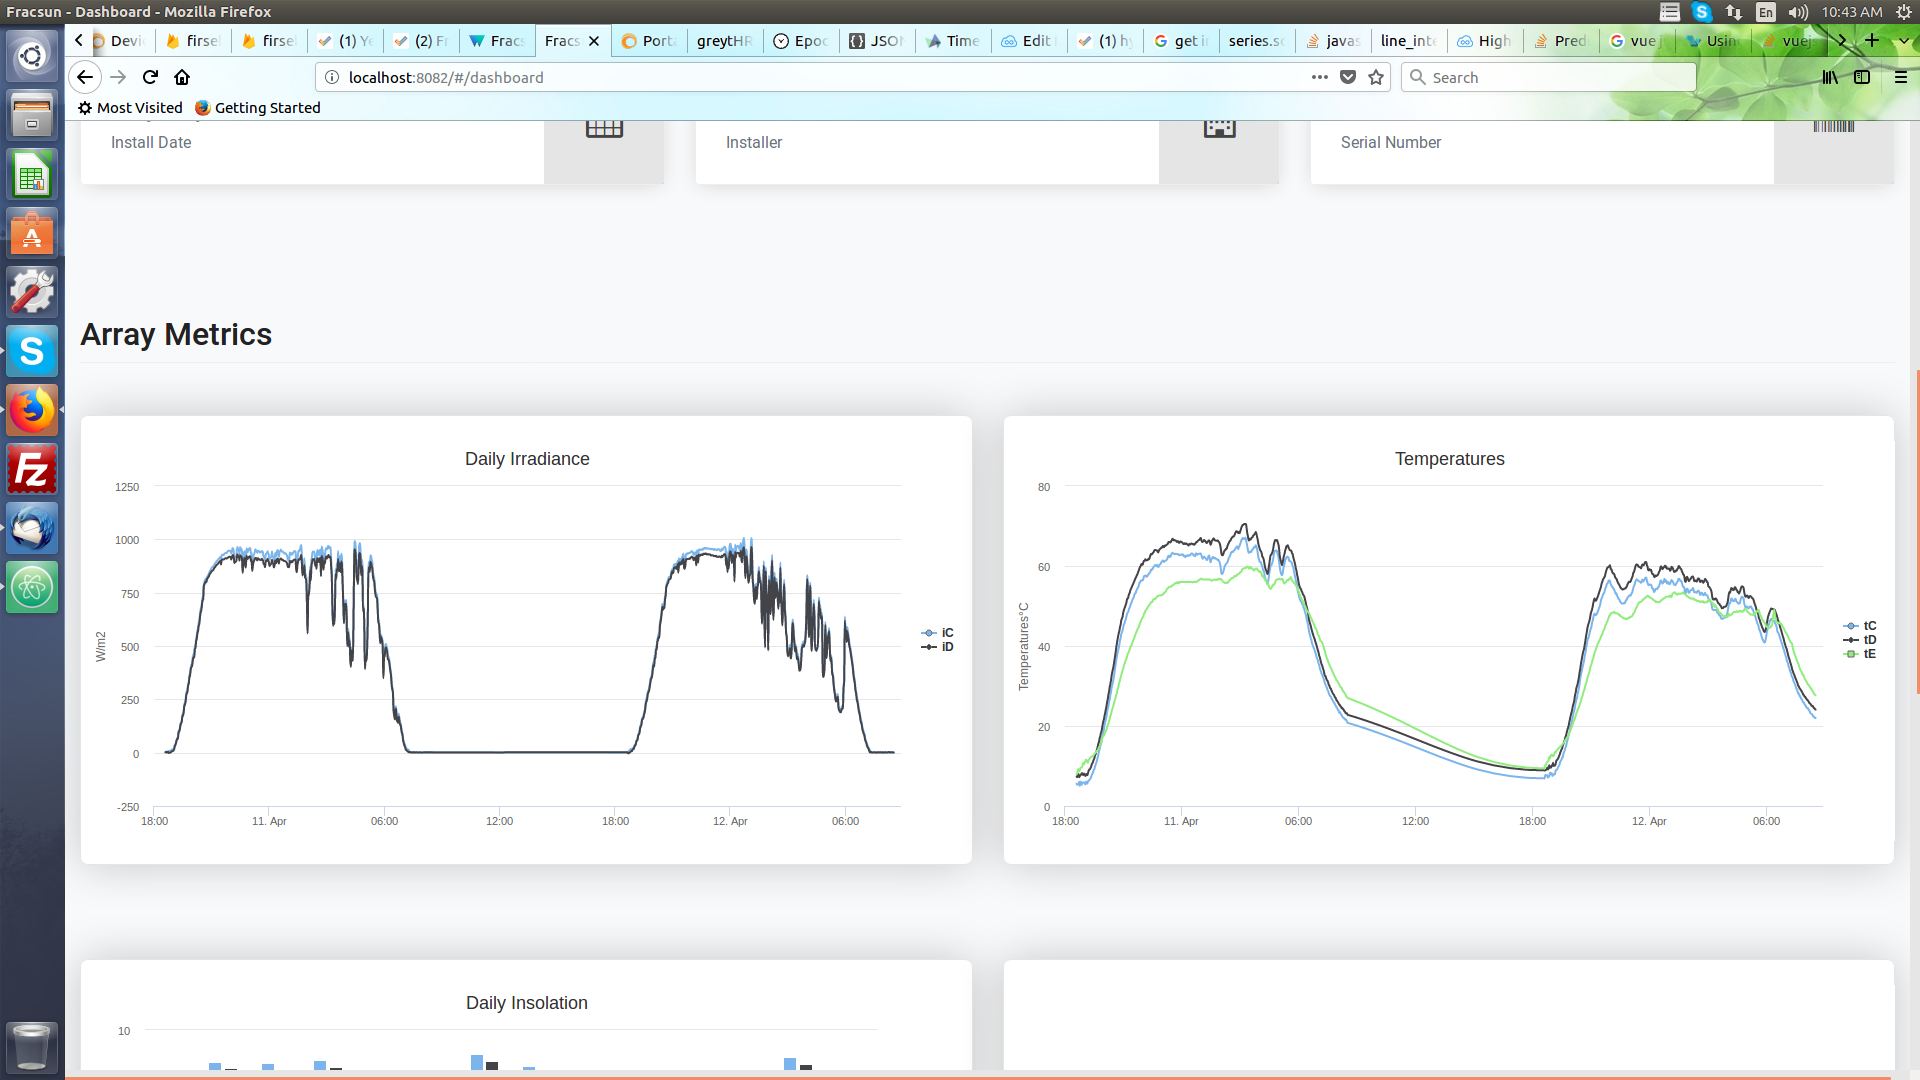 Fracsun - Dashboard - Mozilla Firefox
En
10:43 AM
Devi
firse
firse
(1) Ye
(2) Fr
Fracs
Fracs
Porta
greytHR
Epoc
JSON
Time
Edit
(1) hy
get i
series.so
javas
line_inte
High
Pred
vue j
Usin
vuej
localhost:8082/#/dashboard
Search
Most Visited
Getting Started
Install Date
Installer
Serial Number
Array Metrics
Daily Irradiance
1250
1000
750
500
250
0
-250
W/m2
18:00
11. Apr
06:00
12:00
18:00
12. Apr
06:00
iC
iD
Temperatures
80
60
40
20
0
Temperatures°C
18:00
11. Apr
06:00
12:00
18:00
12. Apr
06:00
tC
tD
tE
Daily Insolation
10